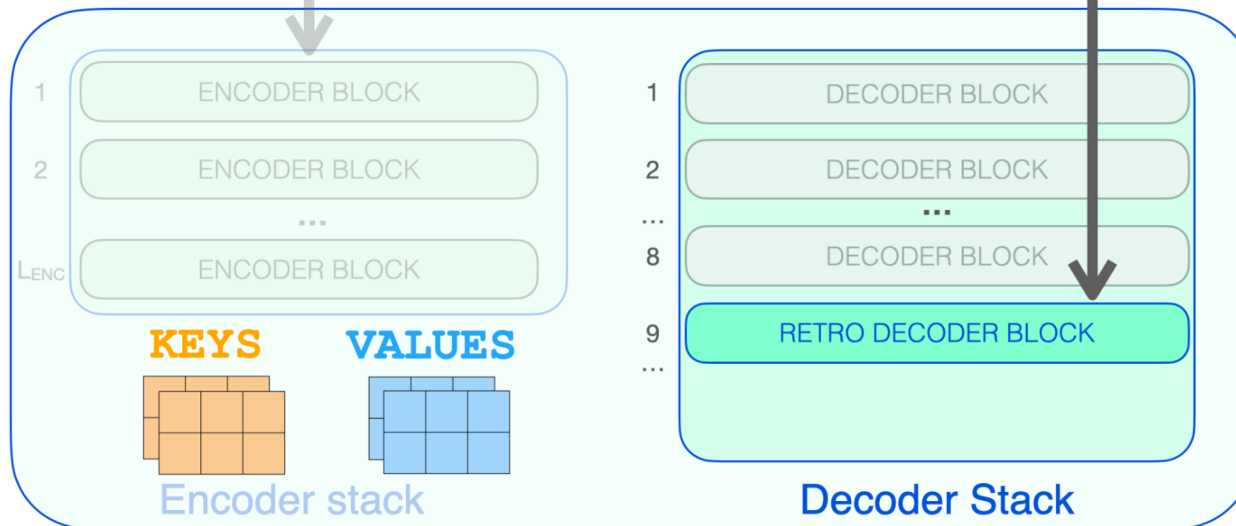 1
ENCODER BLOCK
2
ENCODER BLOCK
...
LENC
ENCODER BLOCK
KEYS
VALUES
Encoder stack
1
DECODER BLOCK
2
DECODER BLOCK
...
...
8
DECODER BLOCK
9
RETRO DECODER BLOCK
...
Decoder Stack